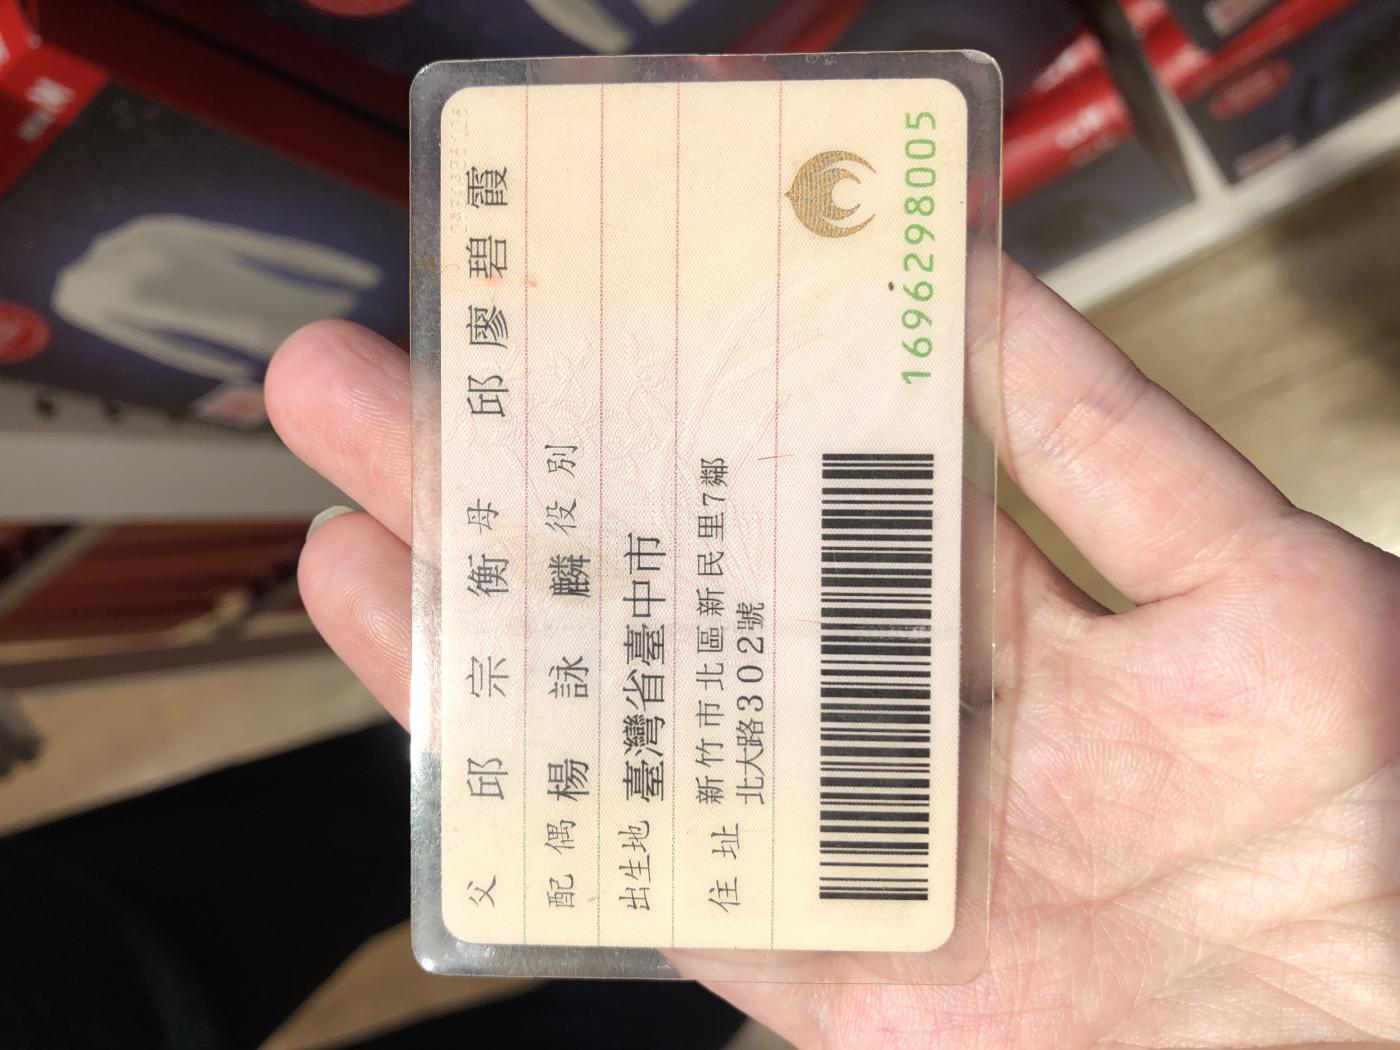 父 邱宗衡 母 邱廖碧霞
配偶 楊詠麟 役別
出生地 臺灣省臺中市
住址 新竹市北區新民里7鄰
北大路302號
1696298005